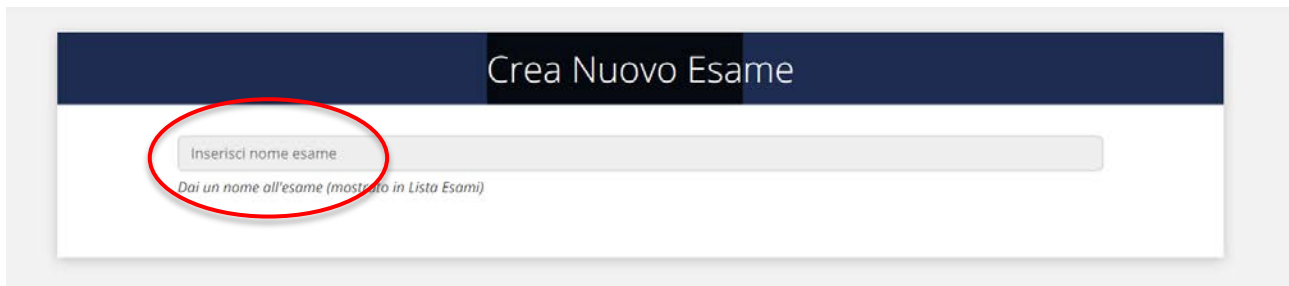 Crea Nuovo Esame
Inserisci nome esame
Dai un nome all'esame (mostrato in Lista Esami)